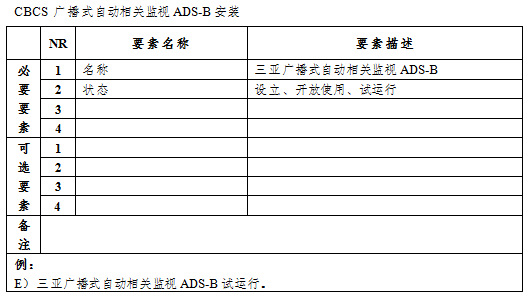 CBCS 广播式自动相关监视 ADS-B 安装
NR 要素名称 要素描述
必要要素
1 名称 三亚广播式自动相关监视 ADS-B
2 状态 设立、开放使用、试运行
3
4
可选要素
1
2
3
4
备注
例：
E）三亚广播式自动相关监视 ADS-B 试运行。